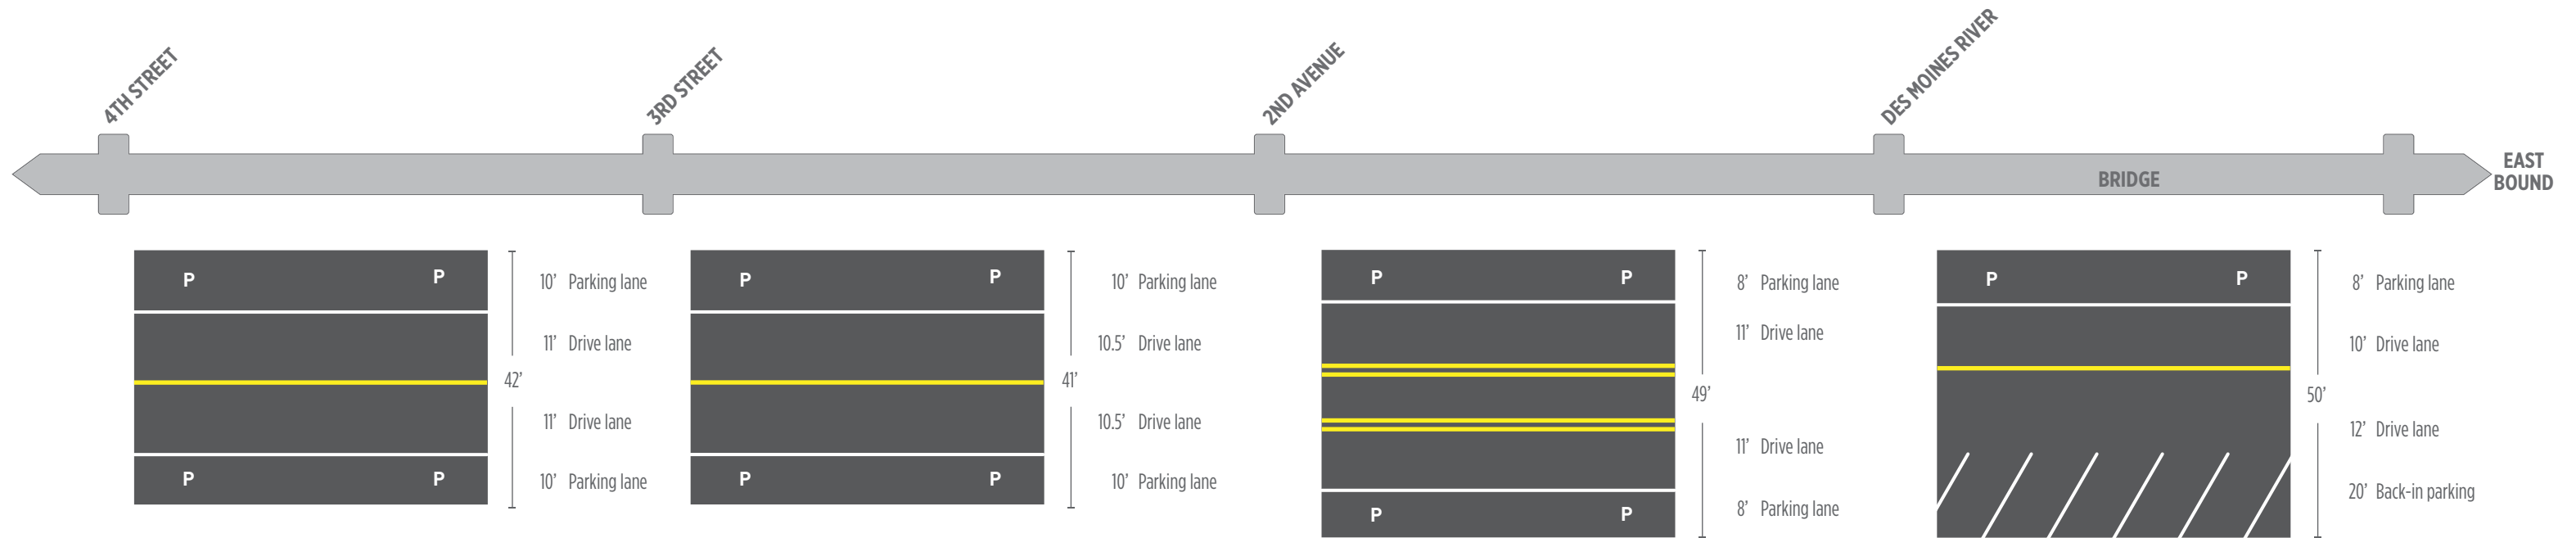 4TH STREET
3RD STREET
2ND AVENUE
DES MOINES RIVER
BRIDGE
EAST
BOUND
P P
10' Parking lane
11' Drive lane
42'
11' Drive lane
P P
10' Parking lane
P P
10' Parking lane
10.5' Drive lane
41'
10.5' Drive lane
P P
10' Parking lane
P P
8' Parking lane
11' Drive lane
49'
11' Drive lane
P P
8' Parking lane
P P
8' Parking lane
10' Drive lane
50'
12' Drive lane
20' Back-in parking